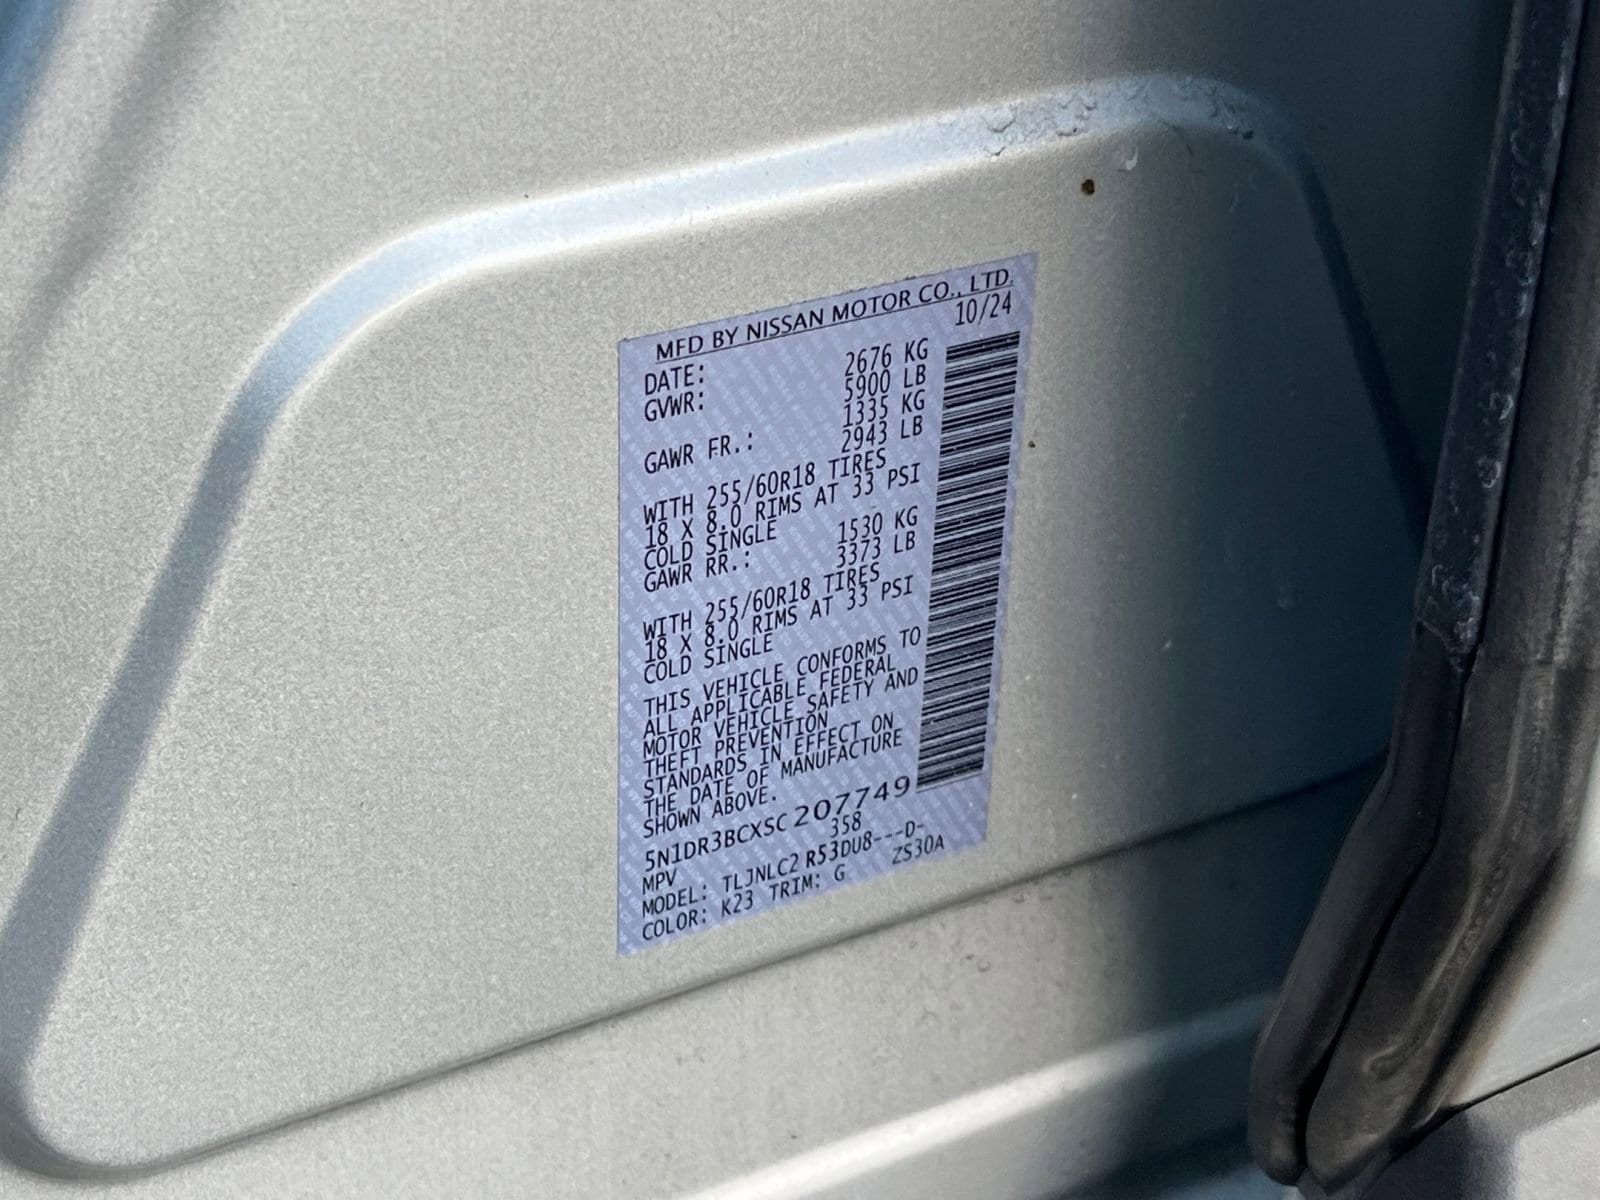 MFD BY NISSAN MOTOR CO., LTD.
DATE: 10/24
GVWR: 2676 KG
5900 LB
GAWR FR.: 1335 KG
2943 LB
WITH 255/60R18 TIRES
18 X 8.0 RIMS AT 33 PSI
COLD SINGLE
GAWR RR.: 1530 KG
3373 LB
WITH 255/60R18 TIRES
18 X 8.0 RIMS AT 33 PSI
COLD SINGLE
THIS VEHICLE CONFORMS TO
ALL APPLICABLE FEDERAL
MOTOR VEHICLE SAFETY AND
THEFT PREVENTION
STANDARDS IN EFFECT ON
THE DATE OF MANUFACTURE
SHOWN ABOVE.
5N1DR3BCXSC207749
MPV 358
MODEL: TLJNLC2 R53DU8---D-
COLOR: K23 TRIM: G ZS30A